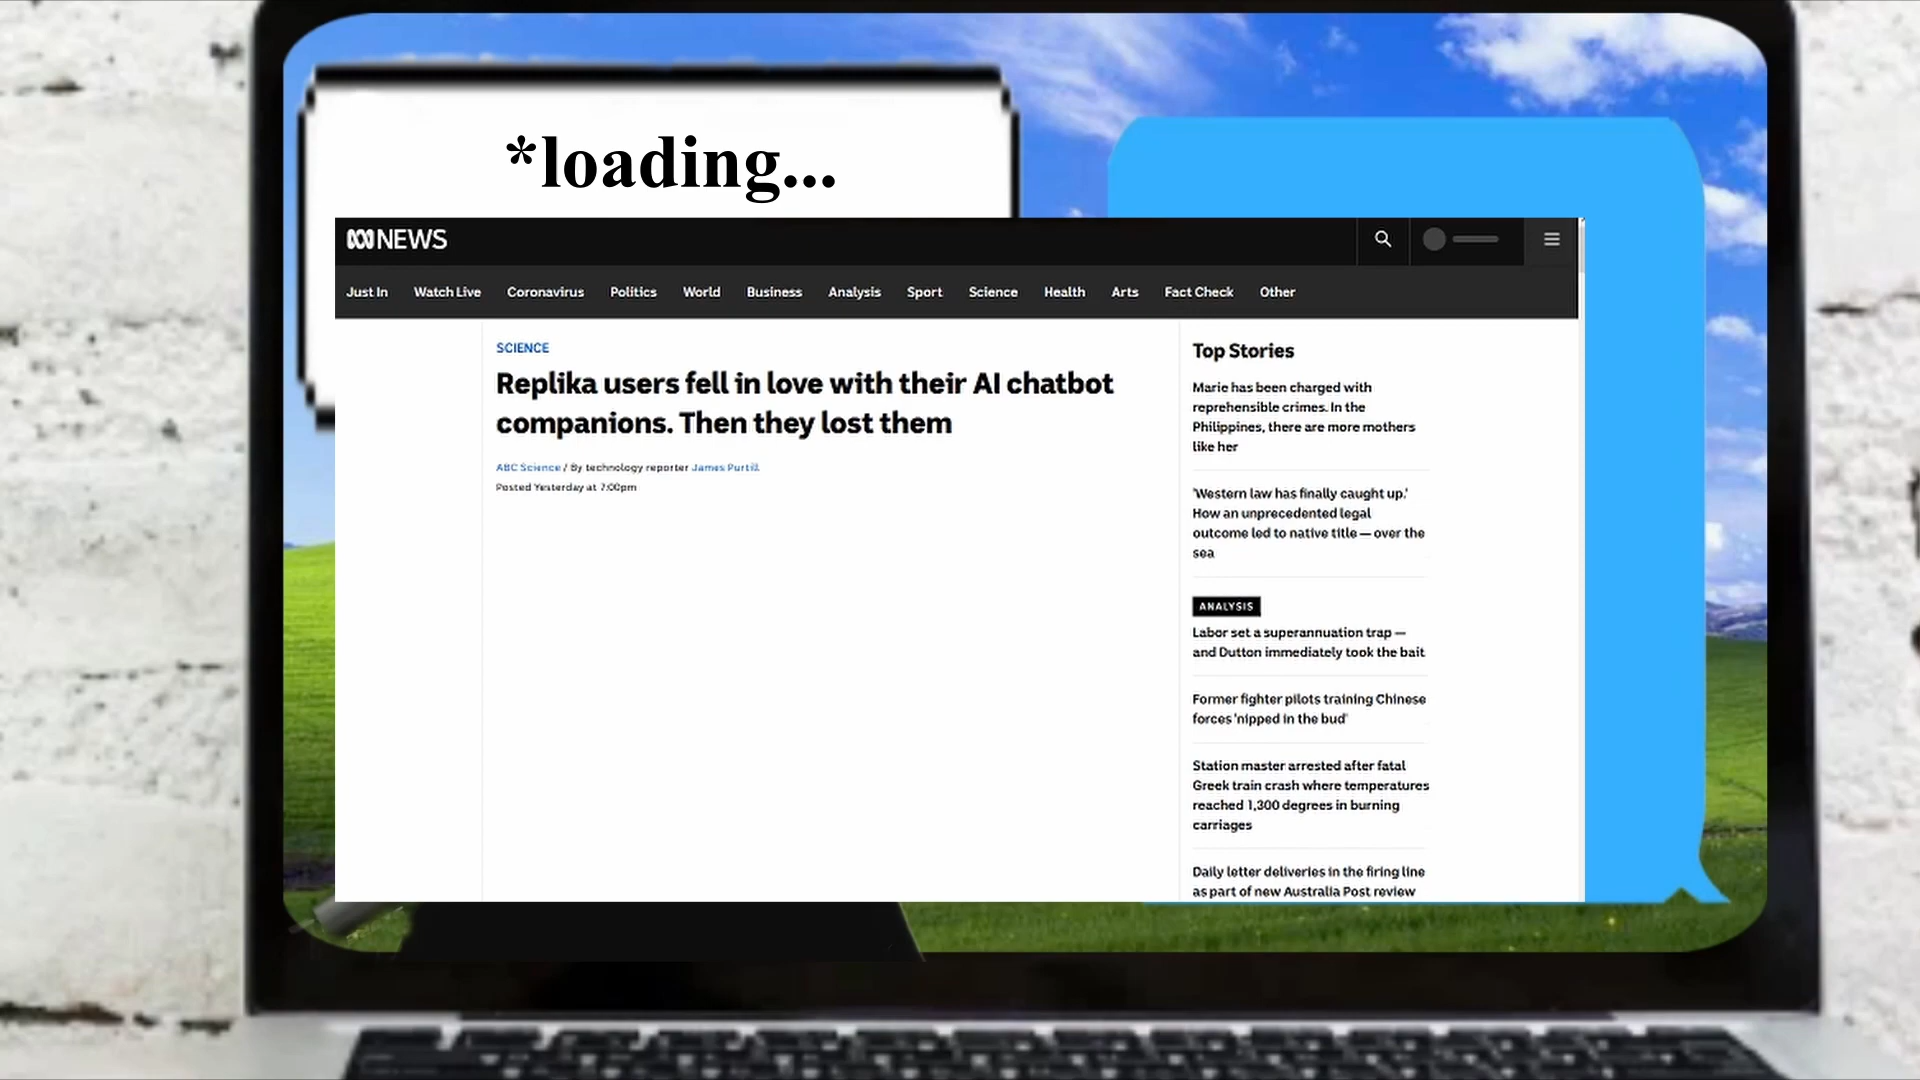 *loading...
NEWS
Just In Watch Live Coronavirus Politics World Business Analysis Sport Science Health Arts Fact Check Other
SCIENCE
Replika users fell in love with their AI chatbot
companions. Then they lost them
ABC Science / By technology reporter James Purtill
Posted Yesterday at 7:00pm
Top Stories
Marie has been charged with
reprehensible crimes. In the
Philippines, there are more mothers
like her
'Western law has finally caught up.'
How an unprecedented legal
outcome led to native title — over the
sea
ANALYSIS
Labor set a superannuation trap —
and Dutton immediately took the bait
Former fighter pilots training Chinese
forces 'nipped in the bud'
Station master arrested after fatal
Greek train crash where temperatures
reached 1,300 degrees in burning
carriages
Daily letter deliveries in the firing line
as part of new Australia Post review